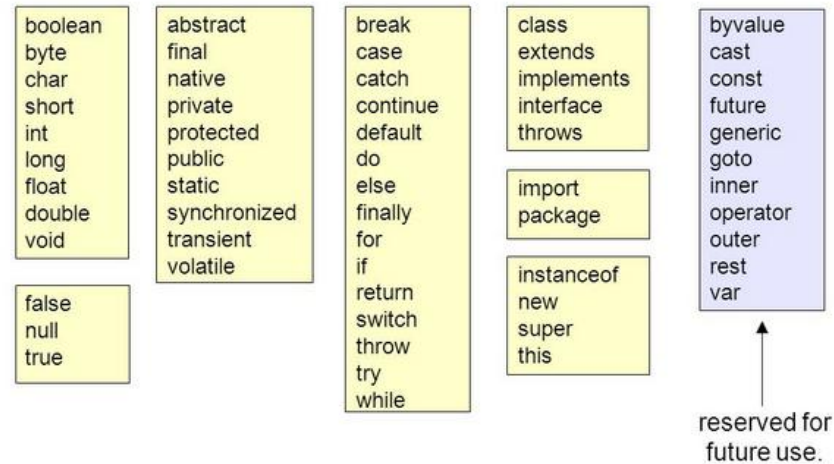 boolean
byte
char
short
int
long
float
double
void
false
null
true
abstract
final
native
private
protected
public
static
synchronized
transient
volatile
break
case
catch
continue
default
do
else
finally
for
if
return
switch
throw
try
while
class
extends
implements
interface
throws
import
package
instanceof
new
super
this
byvalue
cast
const
future
generic
goto
inner
operator
outer
rest
var
reserved for
future use.